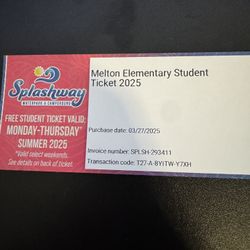 Splashway
WATERPARK & CAMPGROUND
FREE STUDENT TICKET VALID:
MONDAY-THURSDAY*
SUMMER 2025
*Valid select weekends.
See details on back of ticket.
Melton Elementary Student
Ticket 2025
Purchase date: 03/27/2025
Invoice number: SPLSH-293411
Transaction code: T27-A-8YITW-Y7XH